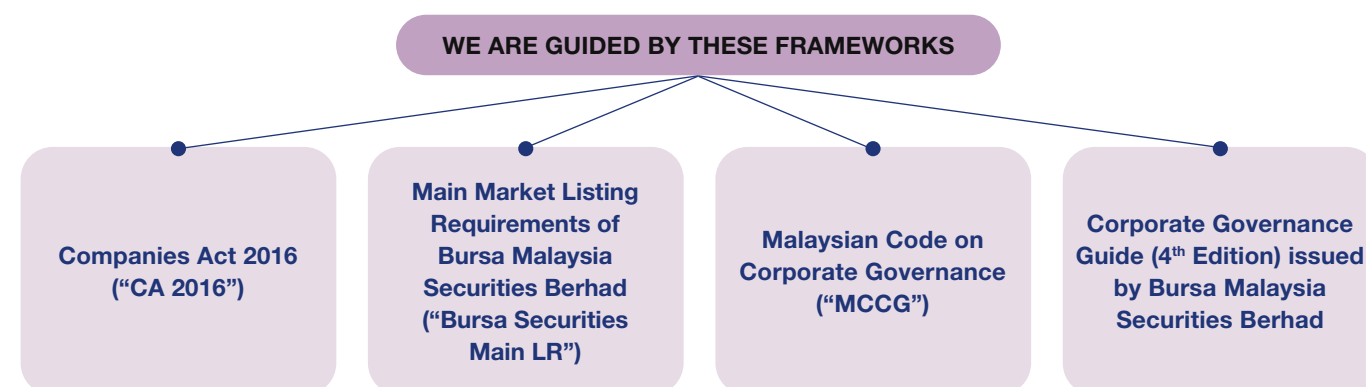 WE ARE GUIDED BY THESE FRAMEWORKS
Companies Act 2016
(“CA 2016”)
Main Market Listing
Requirements of
Bursa Malaysia
Securities Berhad
(“Bursa Securities
Main LR”)
Malaysian Code on
Corporate Governance
(“MCCG”)
Corporate Governance
Guide (4th Edition) issued
by Bursa Malaysia
Securities Berhad